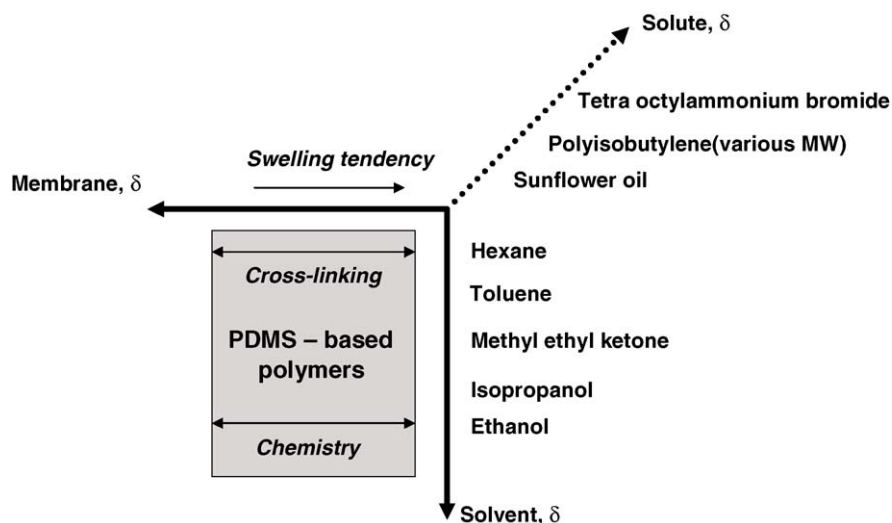 Solute, δ
Tetra octylammonium bromide
Polyisobutylene(various MW)
Swelling tendency
Sunflower oil
Membrane, δ
Hexane
Cross-linking
Toluene
PDMS – based
polymers
Methyl ethyl ketone
Isopropanol
Ethanol
Chemistry
Solvent, δ